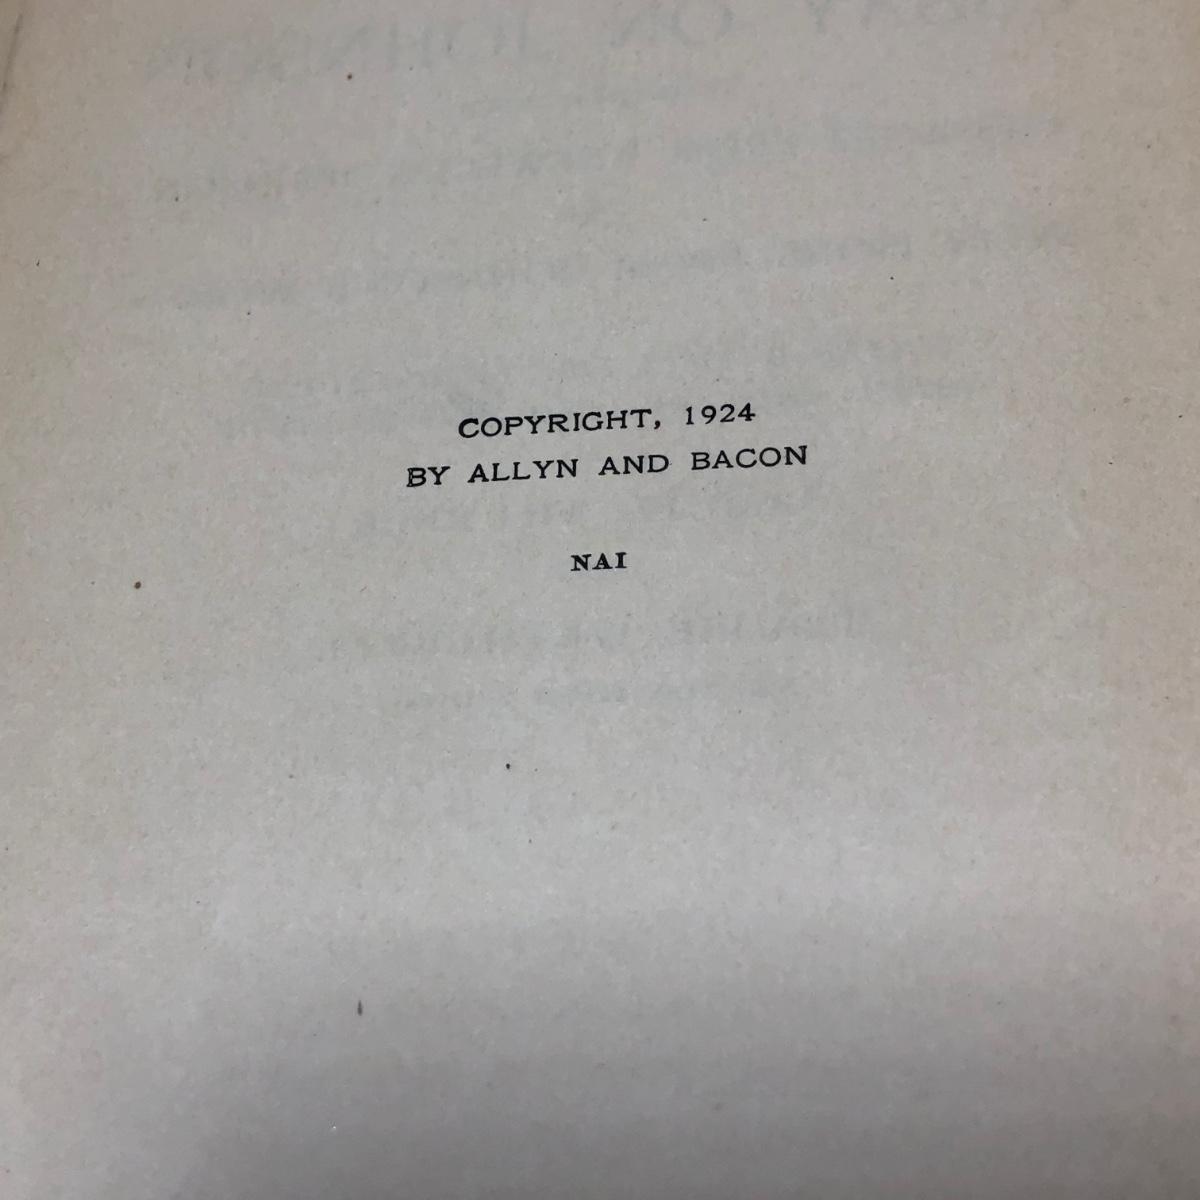 COPYRIGHT, 1924
BY ALLYN AND BACON
NAI